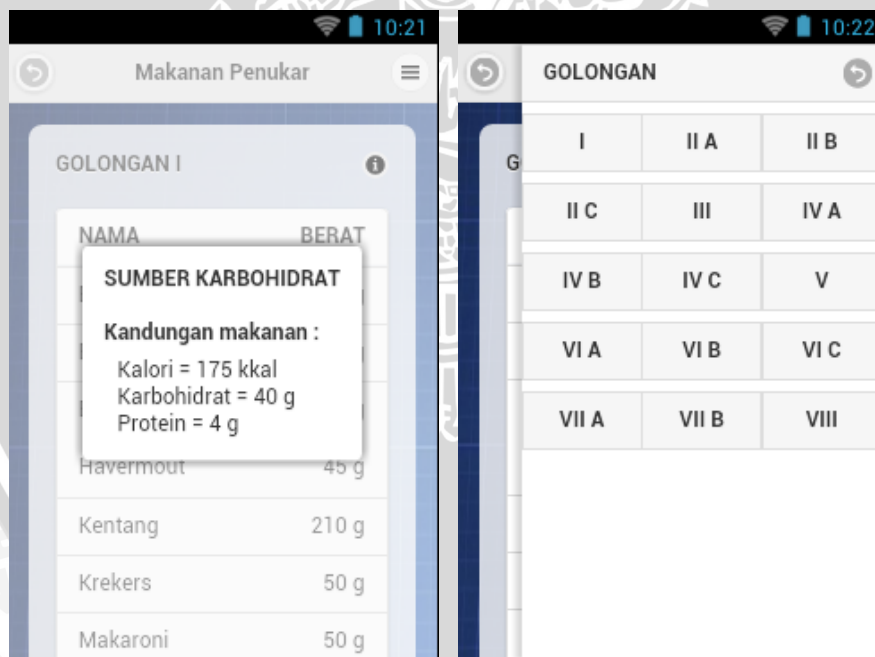 10:21
Makanan Penukar
GOLONGAN I
NAMA BERAT
SUMBER KARBOHIDRAT
Kandungan makanan :
Kalori = 175 kkal
Karbohidrat = 40 g
Protein = 4 g
Havermout 45 g
Kentang 210 g
Krekers 50 g
Makaroni 50 g
10:22
GOLONGAN
I II A II B
II C III IV A
IV B IV C V
VI A VI B VI C
VII A VII B VIII